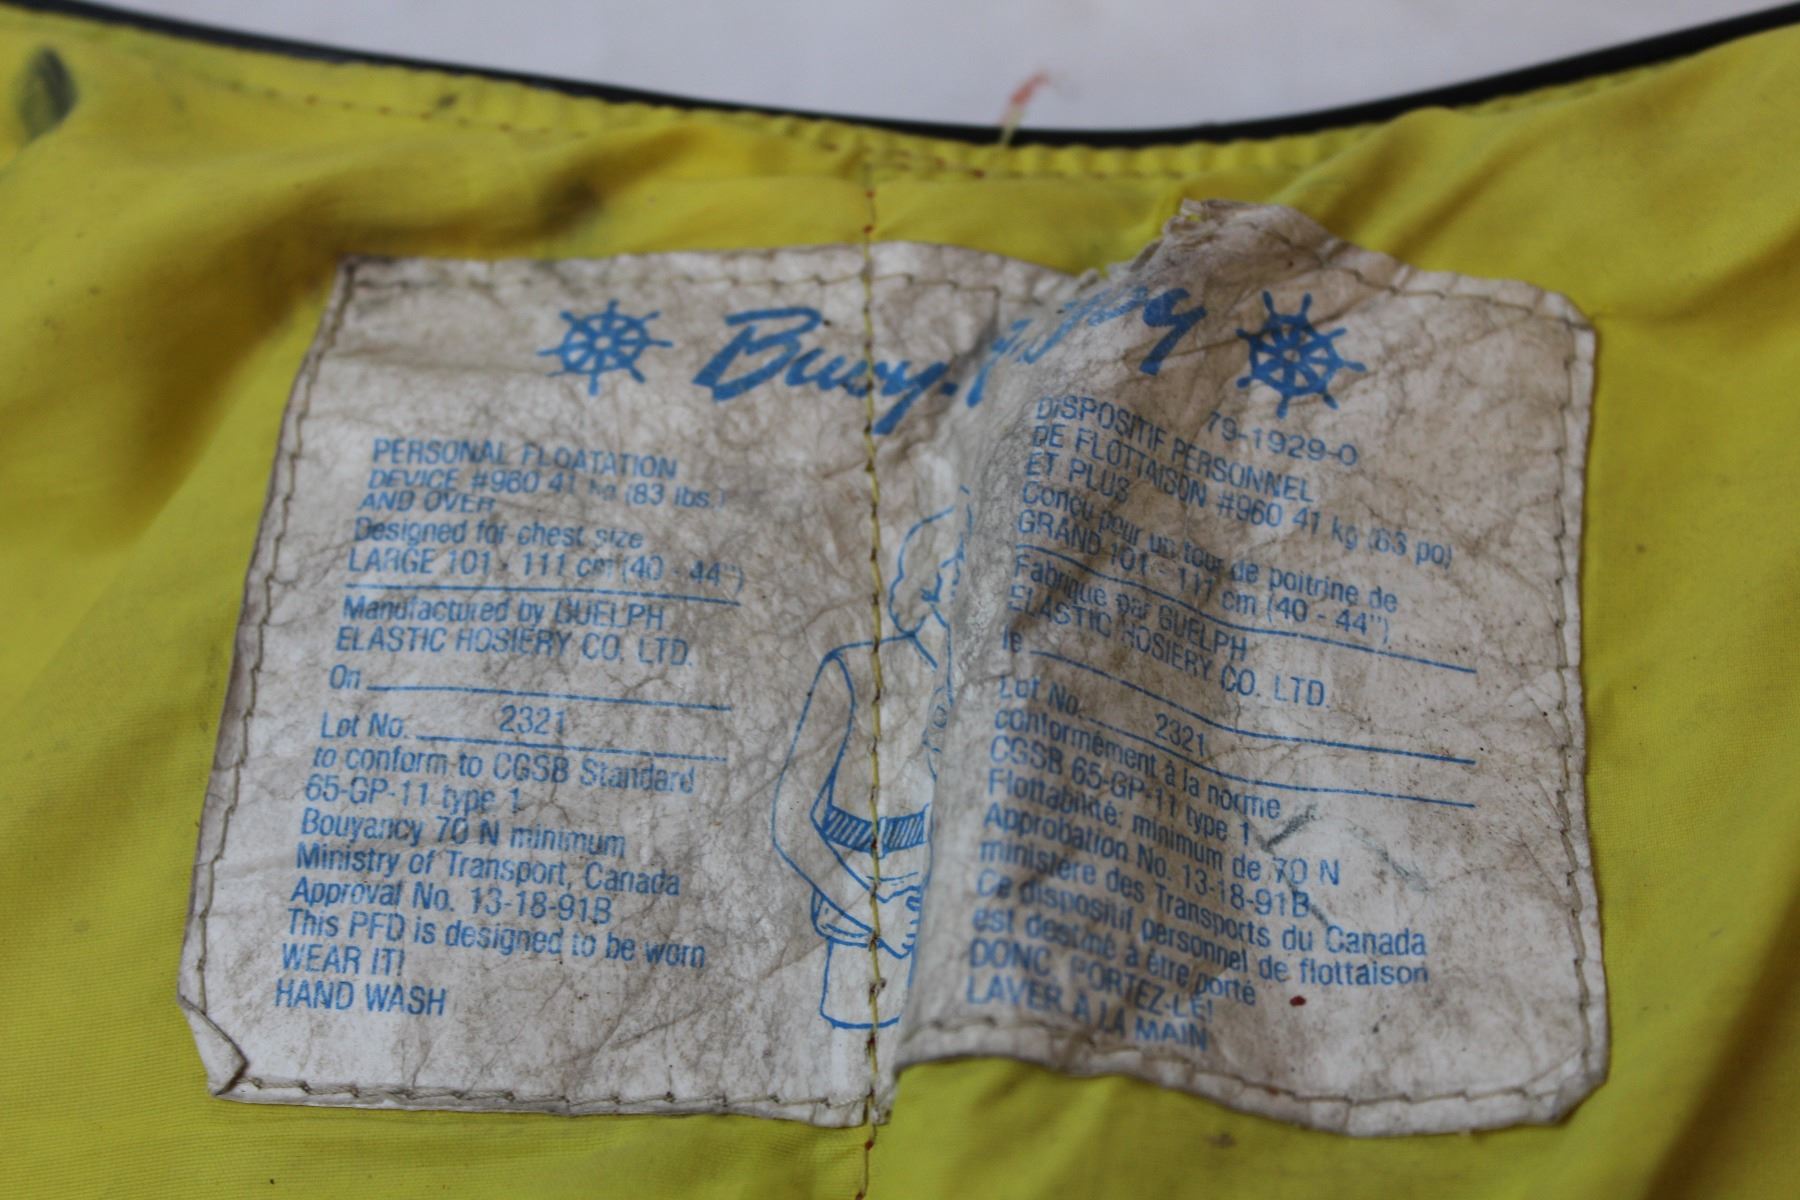 PERSONAL FLOATATION
DEVICE #960 41 kg (83 lbs.)
AND OVER
Designed for chest size
LARGE 101 - 111 cm (40 - 44")
Manufactured by GUELPH
ELASTIC HOSIERY CO. LTD.
On
Lot No. 2321
to conform to CGSB Standard
65-GP-11 type 1
Bouyancy 70 N minimum
Ministry of Transport, Canada
Approval No. 13-18-91B
This PFD is designed to be worn
WEAR IT!
HAND WASH
79-1929-0
DISPOSITIF PERSONNEL
DE FLOTTAISON #960 41 kg (83 po)
ET PLUS
Conçu pour un tour de poitrine de
GRAND 101 - 111 cm (40 - 44")
Fabriqué par GUELPH
ELASTIC HOSIERY CO. LTD.
le
Lot No. 2321
conformément à la norme
CGSB 65-GP-11 type 1
Flottabilité: minimum de 70 N
Approbation No. 13-18-91B
ministère des Transports du Canada
Ce dispositif personnel de flottaison
est destiné à être porté
DONC, PORTEZ-LE!
LAVER À LA MAIN